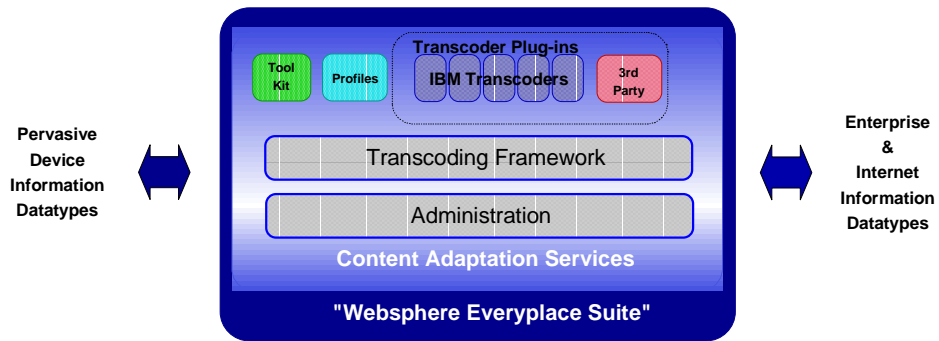 Transcoder Plug-ins
Tool
Kit
Profiles
IBM Transcoders
3rd
Party
Pervasive
Device
Information
Datatypes
Transcoding Framework
Administration
Enterprise
&
Internet
Information
Datatypes
Content Adaptation Services
"Websphere Everyplace Suite"